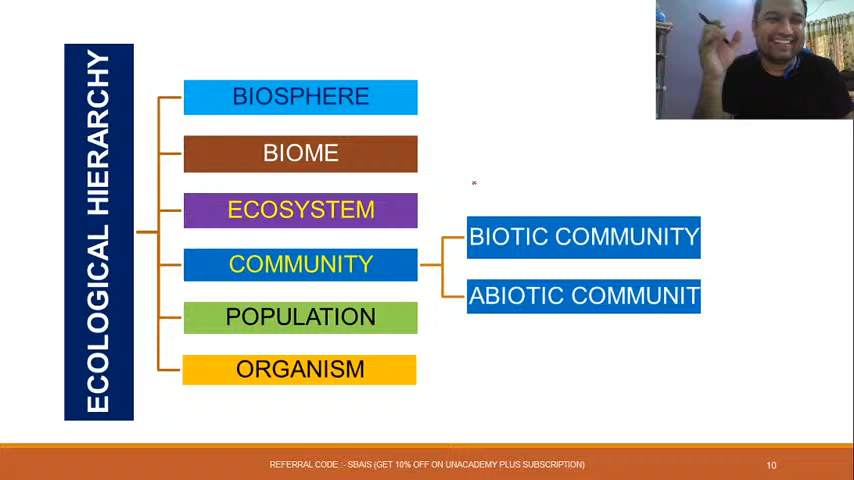 ECOLOGICAL HIERARCHY
BIOSPHERE
BIOME
ECOSYSTEM
COMMUNITY
POPULATION
ORGANISM
BIOTIC COMMUNITY
ABIOTIC COMMUNIT
REFERRAL CODE :- SBAIS (GET 10% OFF ON UNACADEMY PLUS SUBSCRIPTION)
10